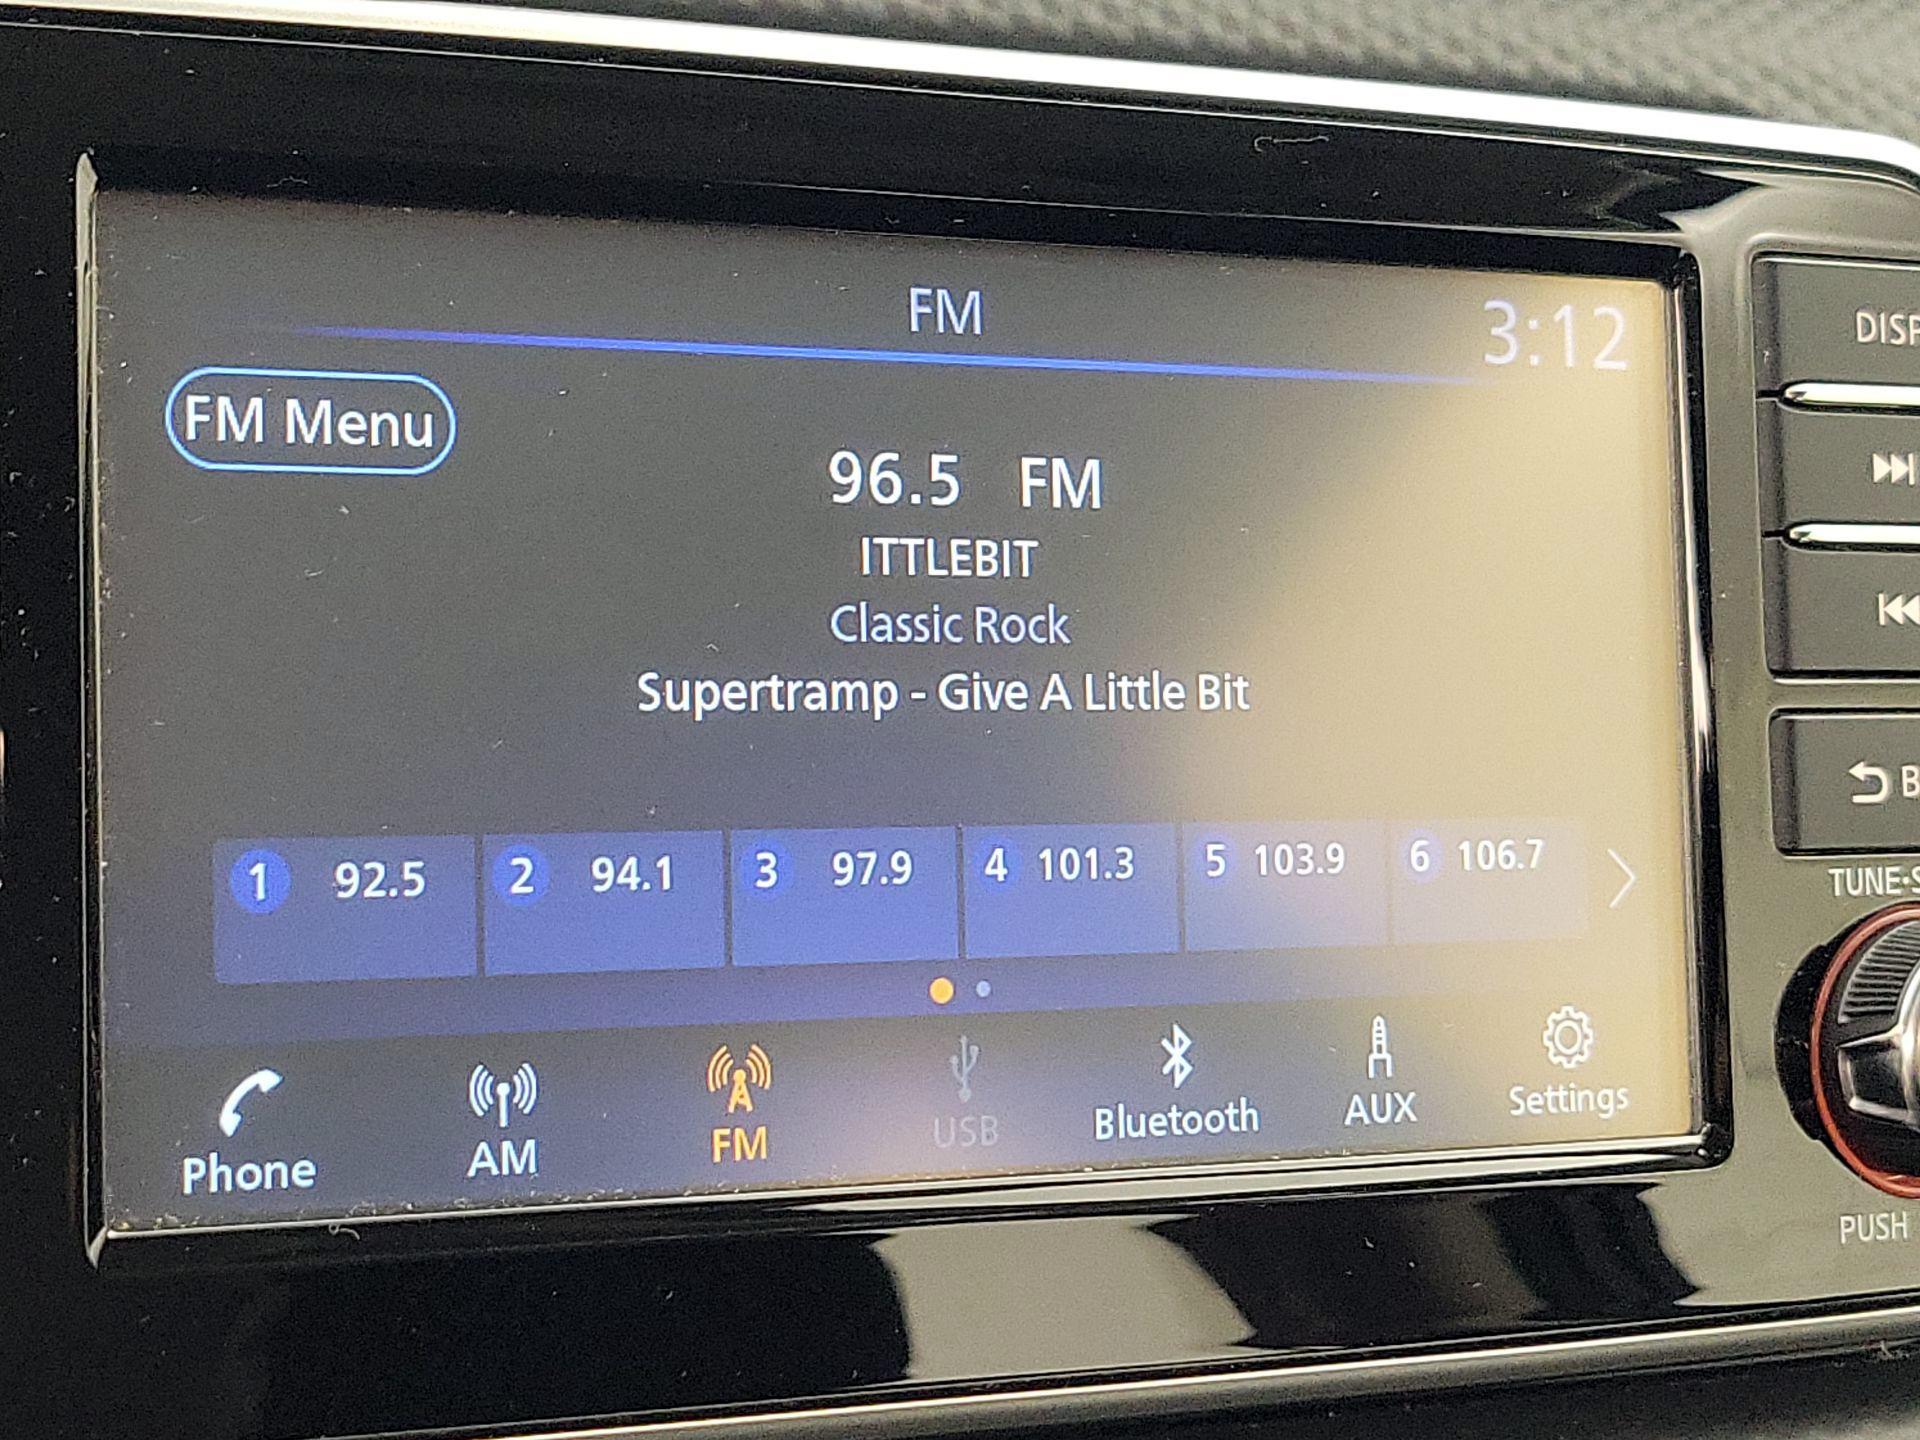 FM
3:12
FM Menu
96.5 FM
ITTLEBIT
Classic Rock
Supertramp - Give A Little Bit
1 92.5 2 94.1 3 97.9 4 101.3 5 103.9 6 106.7
Phone AM FM USB Bluetooth AUX Settings
DISP
B
TUNE·S
PUSH